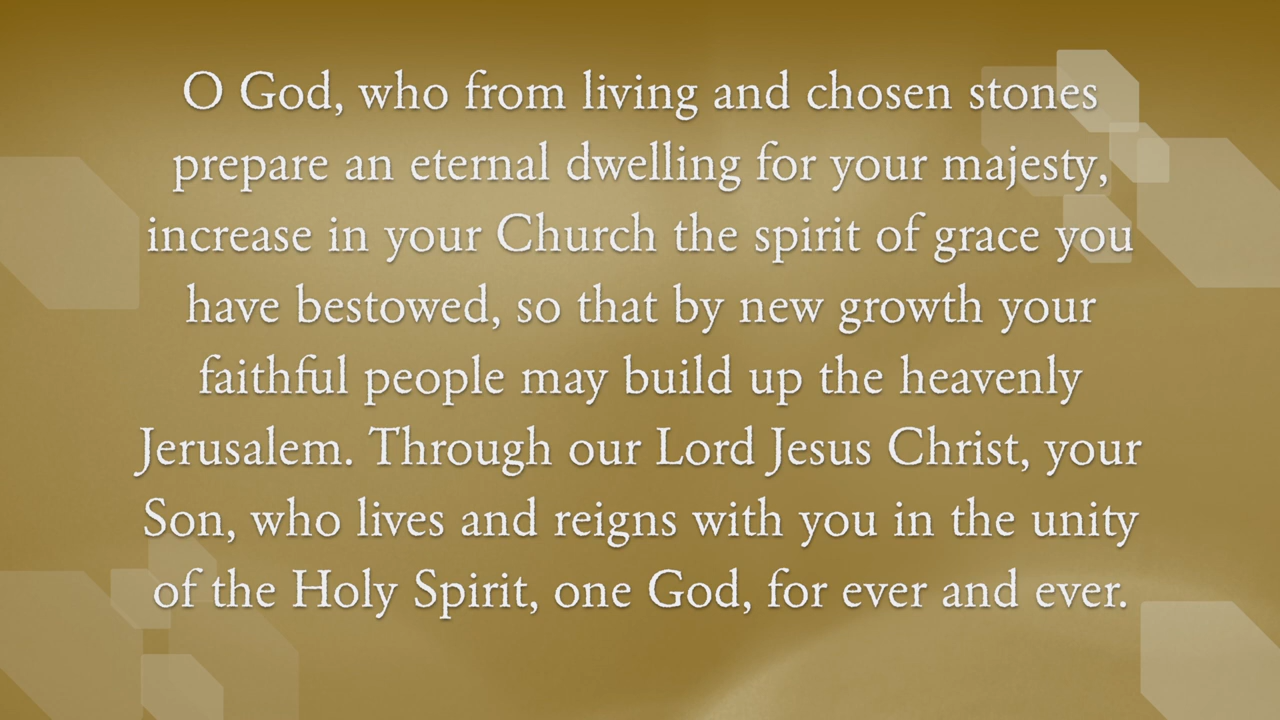 O God, who from living and chosen stones
prepare an eternal dwelling for your majesty,
increase in your Church the spirit of grace you
have bestowed, so that by new growth your
faithful people may build up the heavenly
Jerusalem. Through our Lord Jesus Christ, your
Son, who lives and reigns with you in the unity
of the Holy Spirit, one God, for ever and ever.